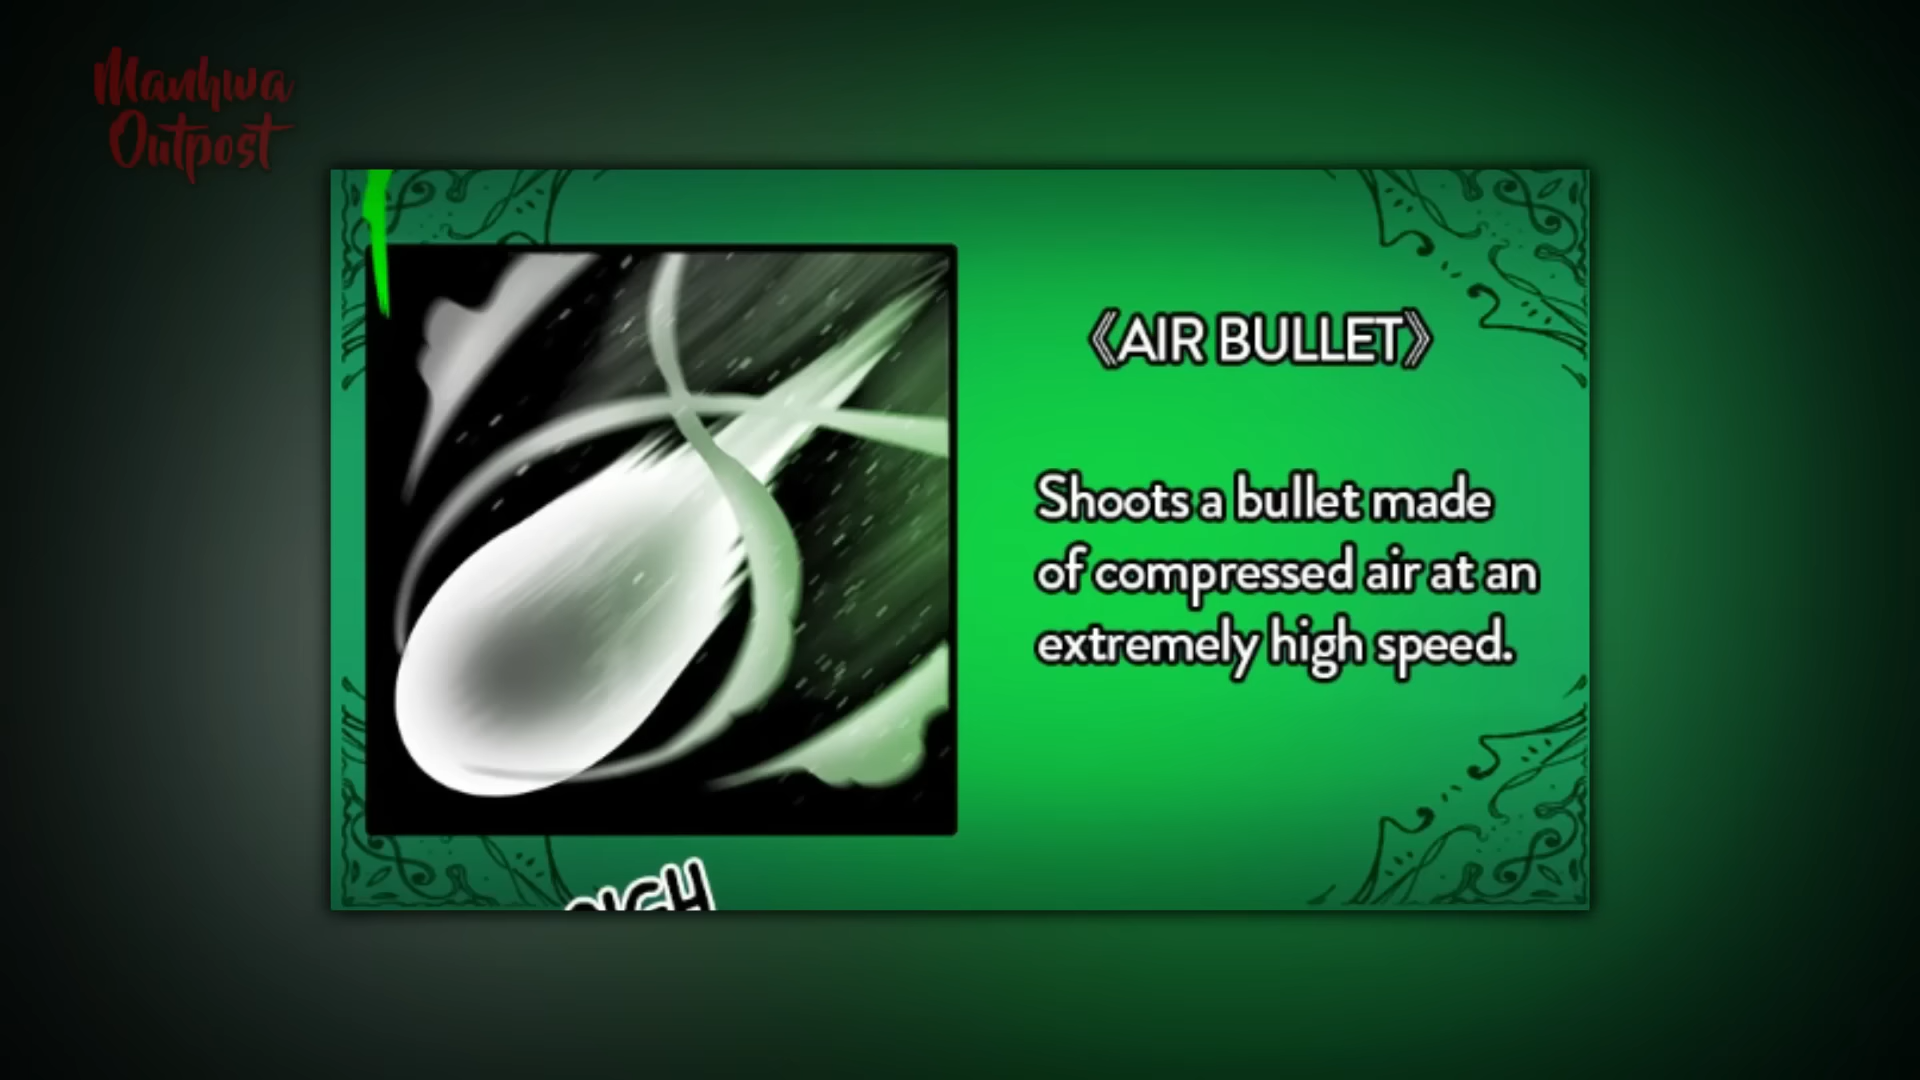 Manhwa
Outpost
《AIR BULLET》
Shoots a bullet made
of compressed air at an
extremely high speed.